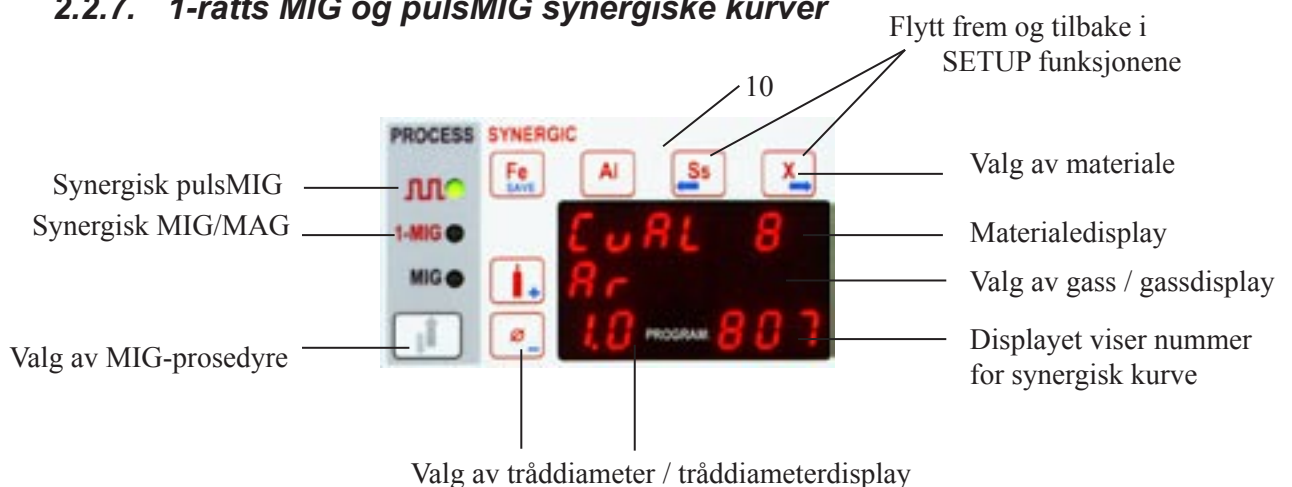 2.2.7. 1-ratts MIG og pulsMIG synergiske kurver
Flytt frem og tilbake i
SETUP funksjonene
10
PROCESS SYNERGIC
Fe
SAVE
Al
Ss
X
Valg av materiale
Synergisk pulsMIG
Synergisk MIG/MAG
1-MIG
CuAL 8
Materialedisplay
MIG
Ar
Valg av gass / gassdisplay
Valg av MIG-prosedyre
ø
1.0 PROGRAM 807
Displayet viser nummer
for synergisk kurve
Valg av tråddiameter / tråddiameterdisplay